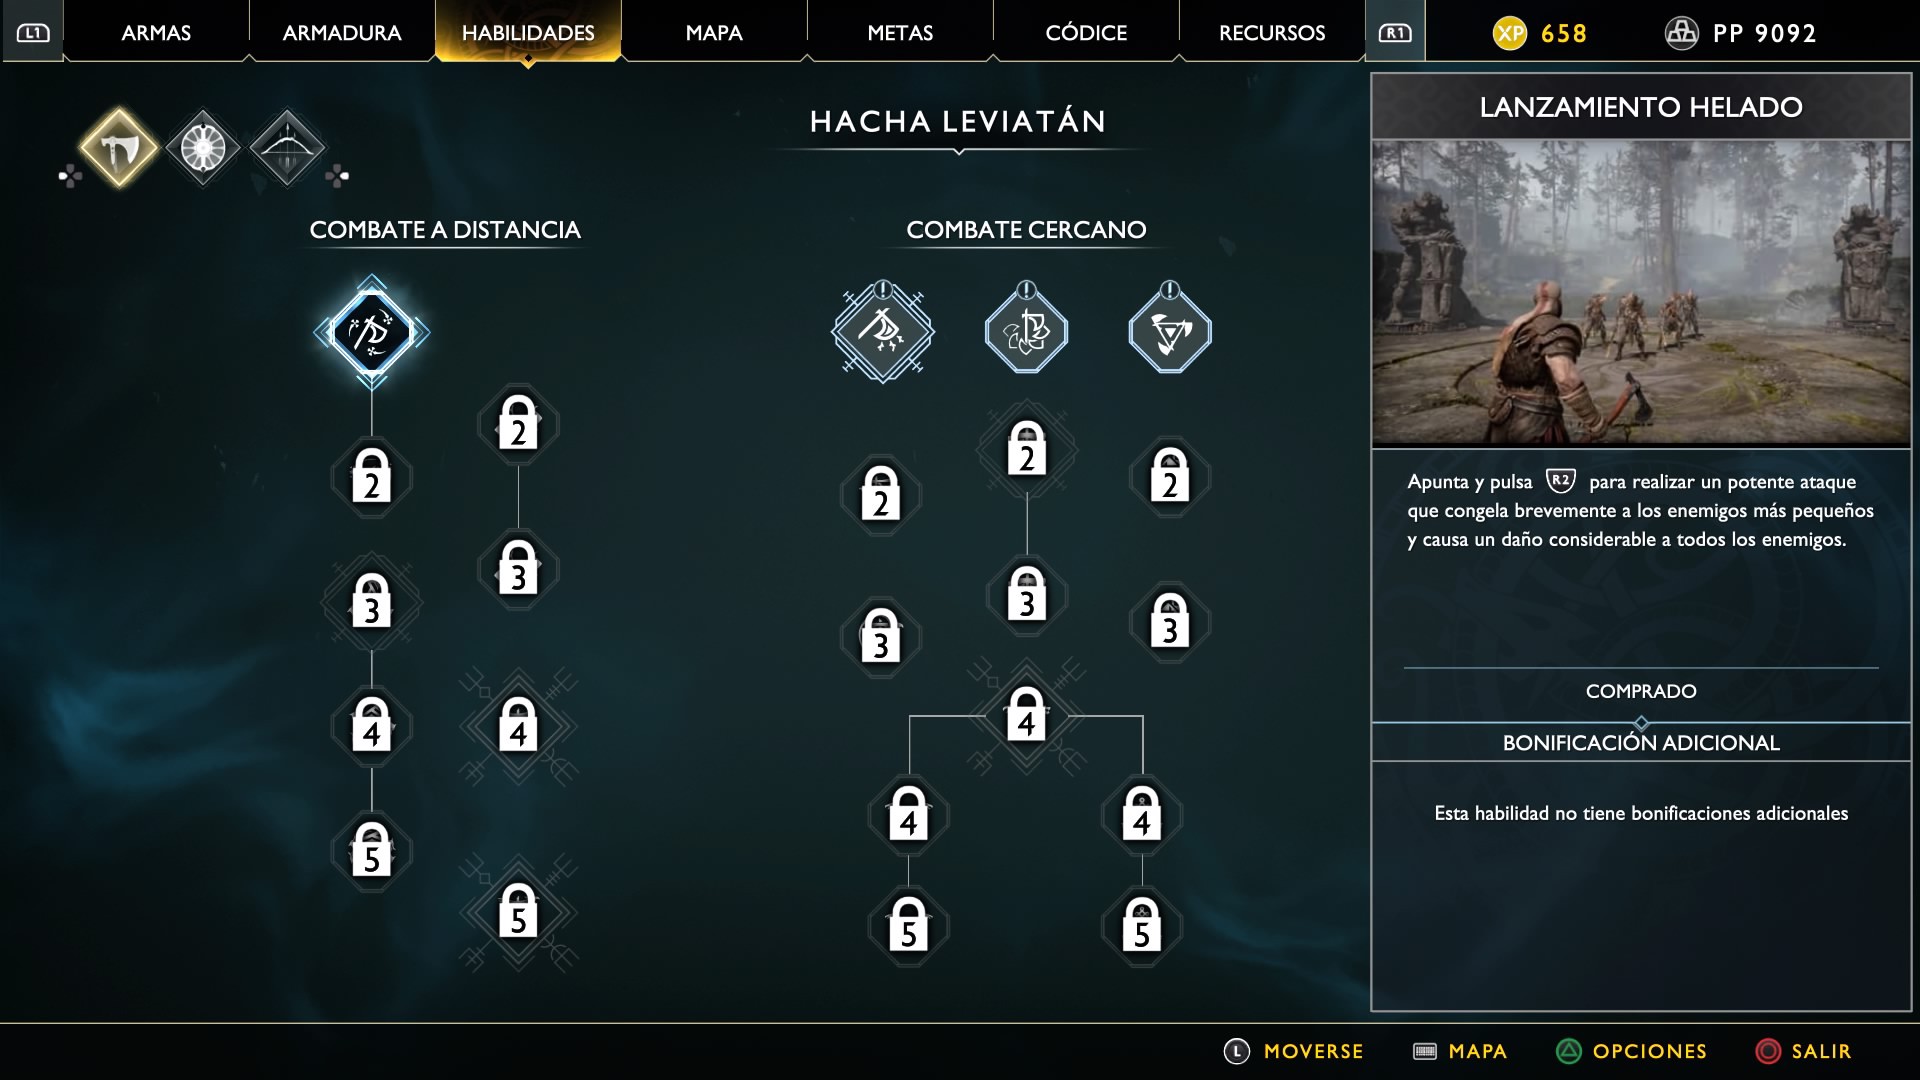 L1 ARMAS ARMADURA HABILIDADES MAPA METAS CÓDICE RECURSOS R1 XP 658 PP 9092
HACHA LEVIATÁN
COMBATE A DISTANCIA
2
2
3
3
4
4
5
5
COMBATE CERCANO
!
!
!
2
2
2
3
3
3
4
4
4
5
5
LANZAMIENTO HELADO
Apunta y pulsa R2 para realizar un potente ataque
que congela brevemente a los enemigos más pequeños
y causa un daño considerable a todos los enemigos.
COMPRADO
BONIFICACIÓN ADICIONAL
Esta habilidad no tiene bonificaciones adicionales
L MOVERSE MAPA OPCIONES SALIR